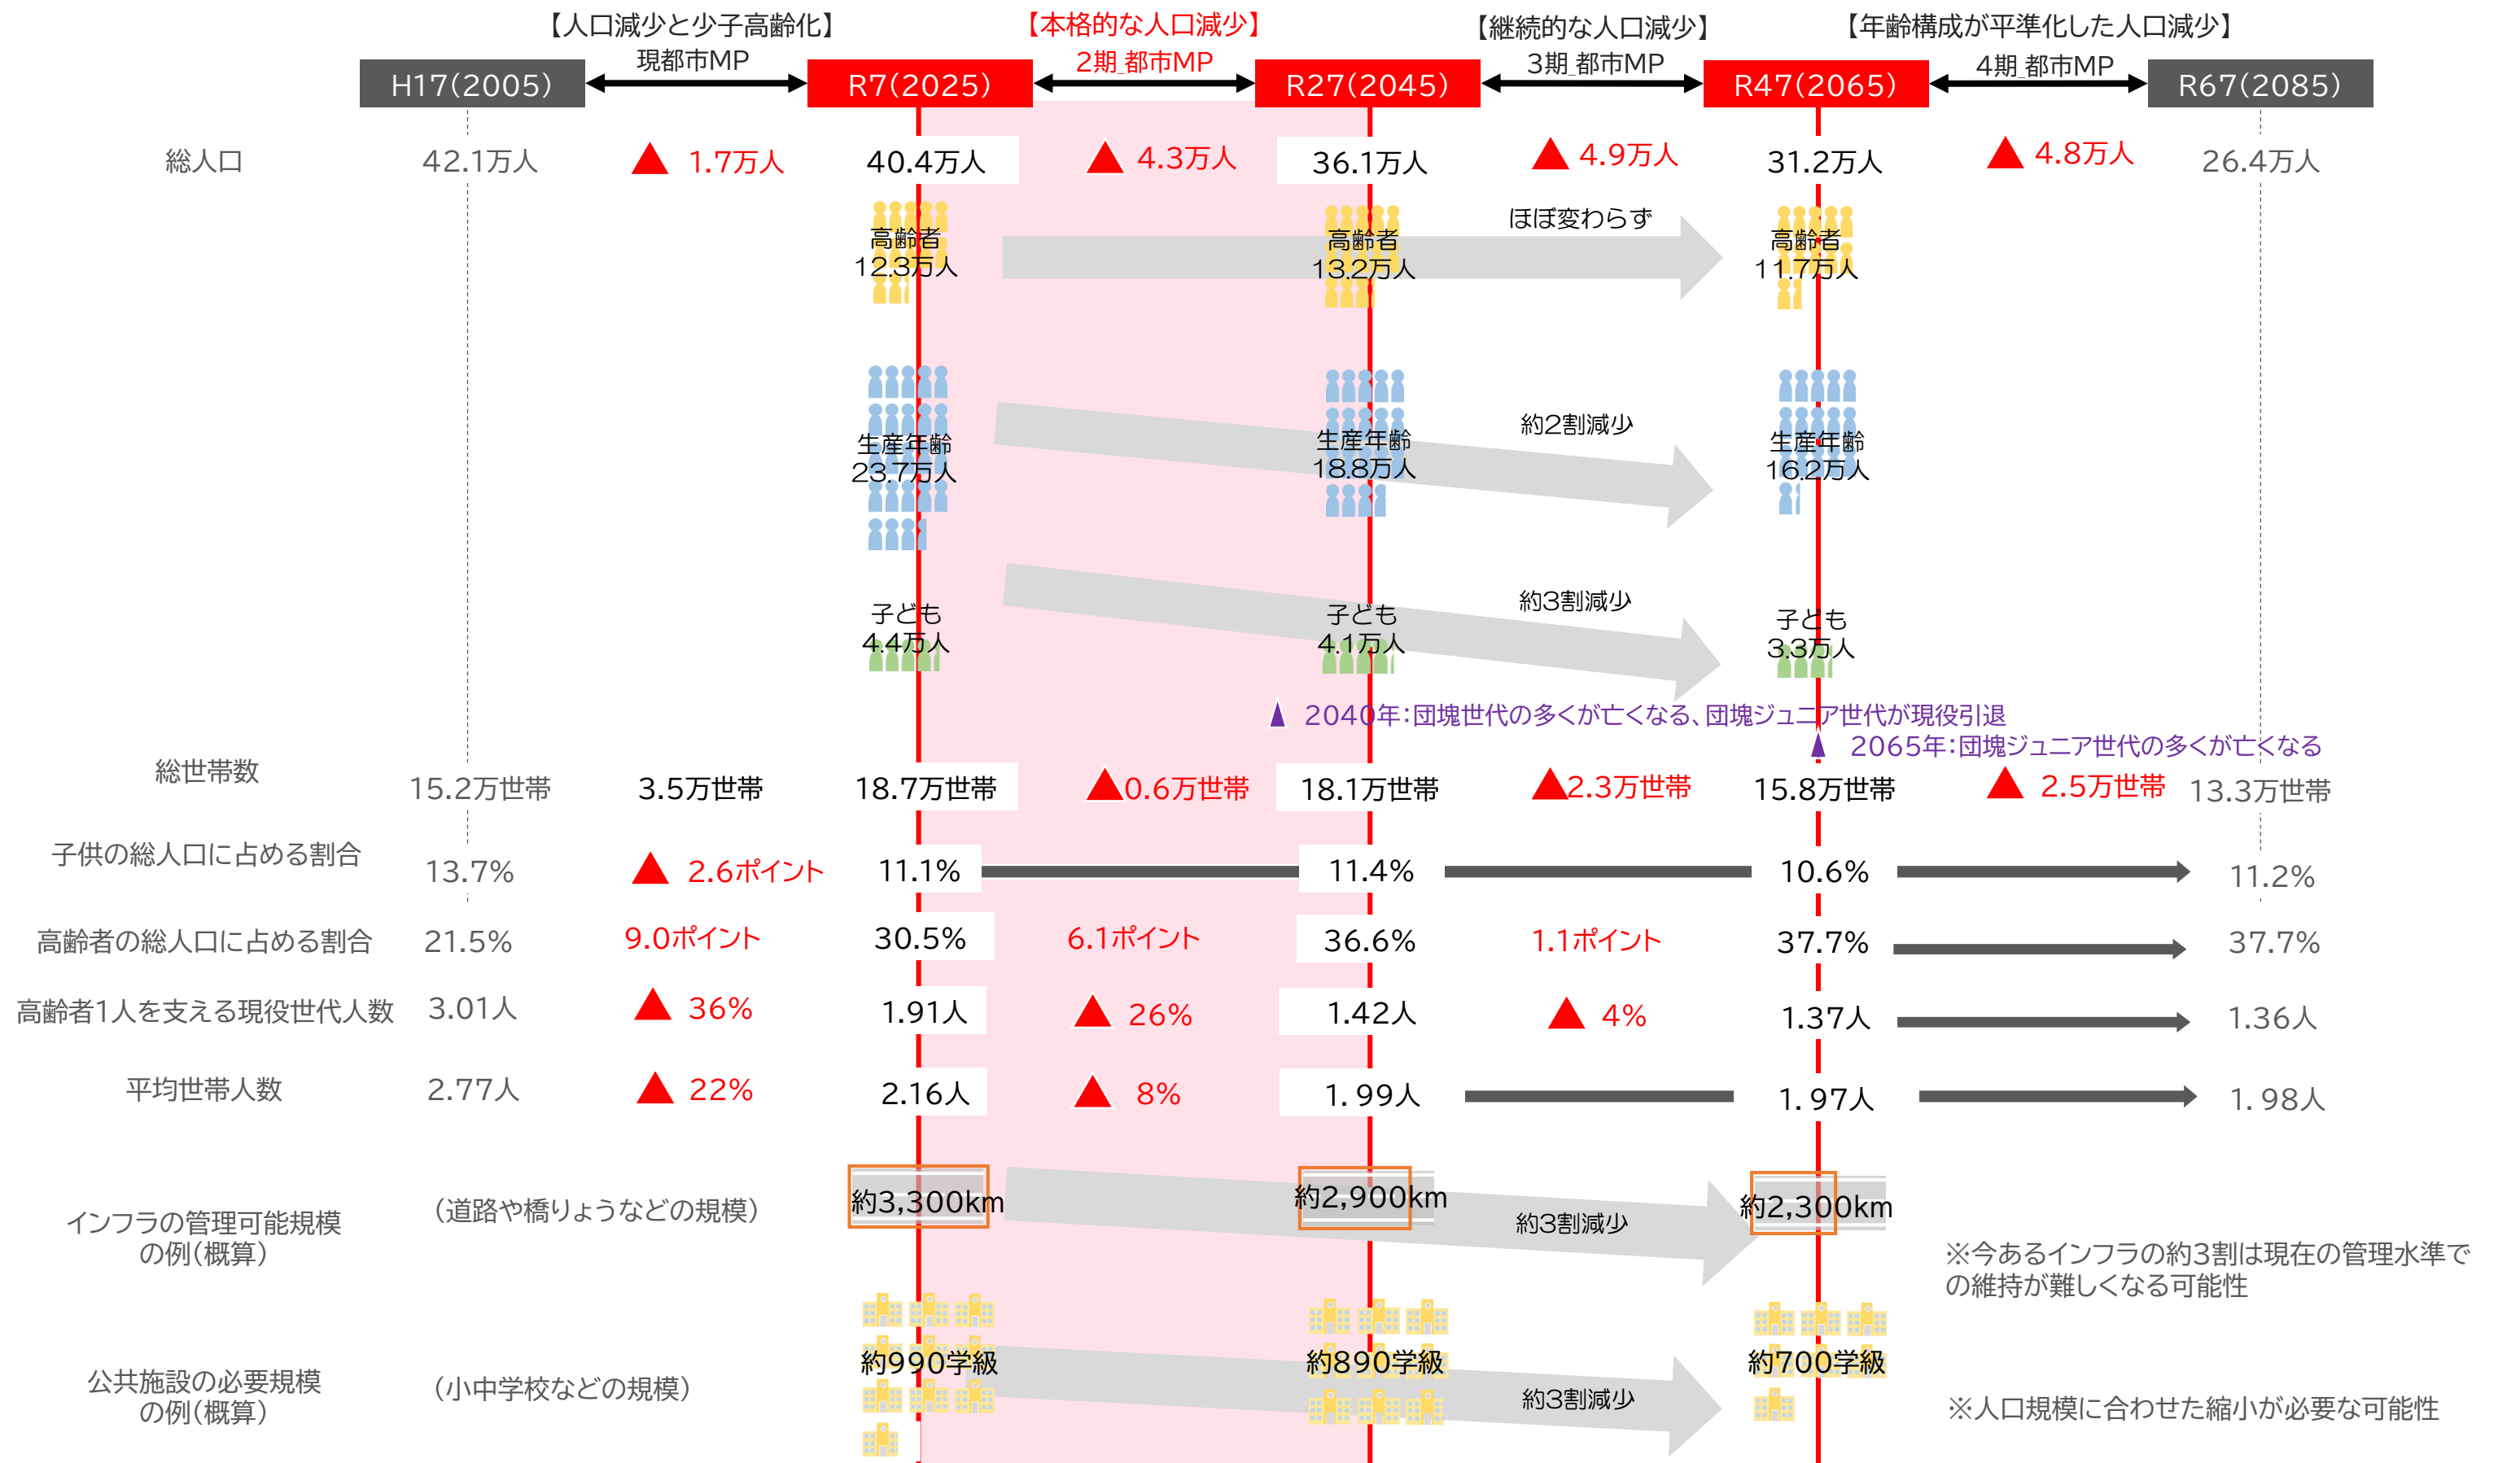 【人口減少と少子高齢化】
現都市MP
【本格的な人口減少】
2期_都市MP
【継続的な人口減少】
3期_都市MP
【年齢構成が平準化した人口減少】
4期_都市MP
H17(2005)
R7(2025)
R27(2045)
R47(2065)
R67(2085)
総人口
42.1万人
▲ 1.7万人
40.4万人
▲ 4.3万人
36.1万人
▲ 4.9万人
31.2万人
▲ 4.8万人
26.4万人
高齢者
12.3万人
高齢者
13.2万人
ほぼ変わらず
高齢者
11.7万人
生産年齢
23.7万人
生産年齢
18.8万人
約2割減少
生産年齢
16.2万人
子ども
4.4万人
子ども
4.1万人
約3割減少
子ども
3.3万人
2040年：団塊世代の多くが亡くなる、団塊ジュニア世代が現役引退
2065年：団塊ジュニア世代の多くが亡くなる
総世帯数
15.2万世帯
3.5万世帯
18.7万世帯
▲0.6万世帯
18.1万世帯
▲2.3万世帯
15.8万世帯
▲ 2.5万世帯
13.3万世帯
子供の総人口に占める割合
13.7%
▲ 2.6ポイント
11.1%
11.4%
10.6%
11.2%
高齢者の総人口に占める割合
21.5%
9.0ポイント
30.5%
6.1ポイント
36.6%
1.1ポイント
37.7%
37.7%
高齢者1人を支える現役世代人数
3.01人
▲ 36%
1.91人
▲ 26%
1.42人
▲ 4%
1.37人
1.36人
平均世帯人数
2.77人
▲ 22%
2.16人
▲ 8%
1.99人
1.97人
1.98人
インフラの管理可能規模
の例（概算）
（道路や橋りょうなどの規模）
約3,300km
約2,900km
約3割減少
約2,300km
※今あるインフラの約3割は現在の管理水準で
の維持が難しくなる可能性
公共施設の必要規模
の例（概算）
（小中学校などの規模）
約990学級
約890学級
約3割減少
約700学級
※人口規模に合わせた縮小が必要な可能性